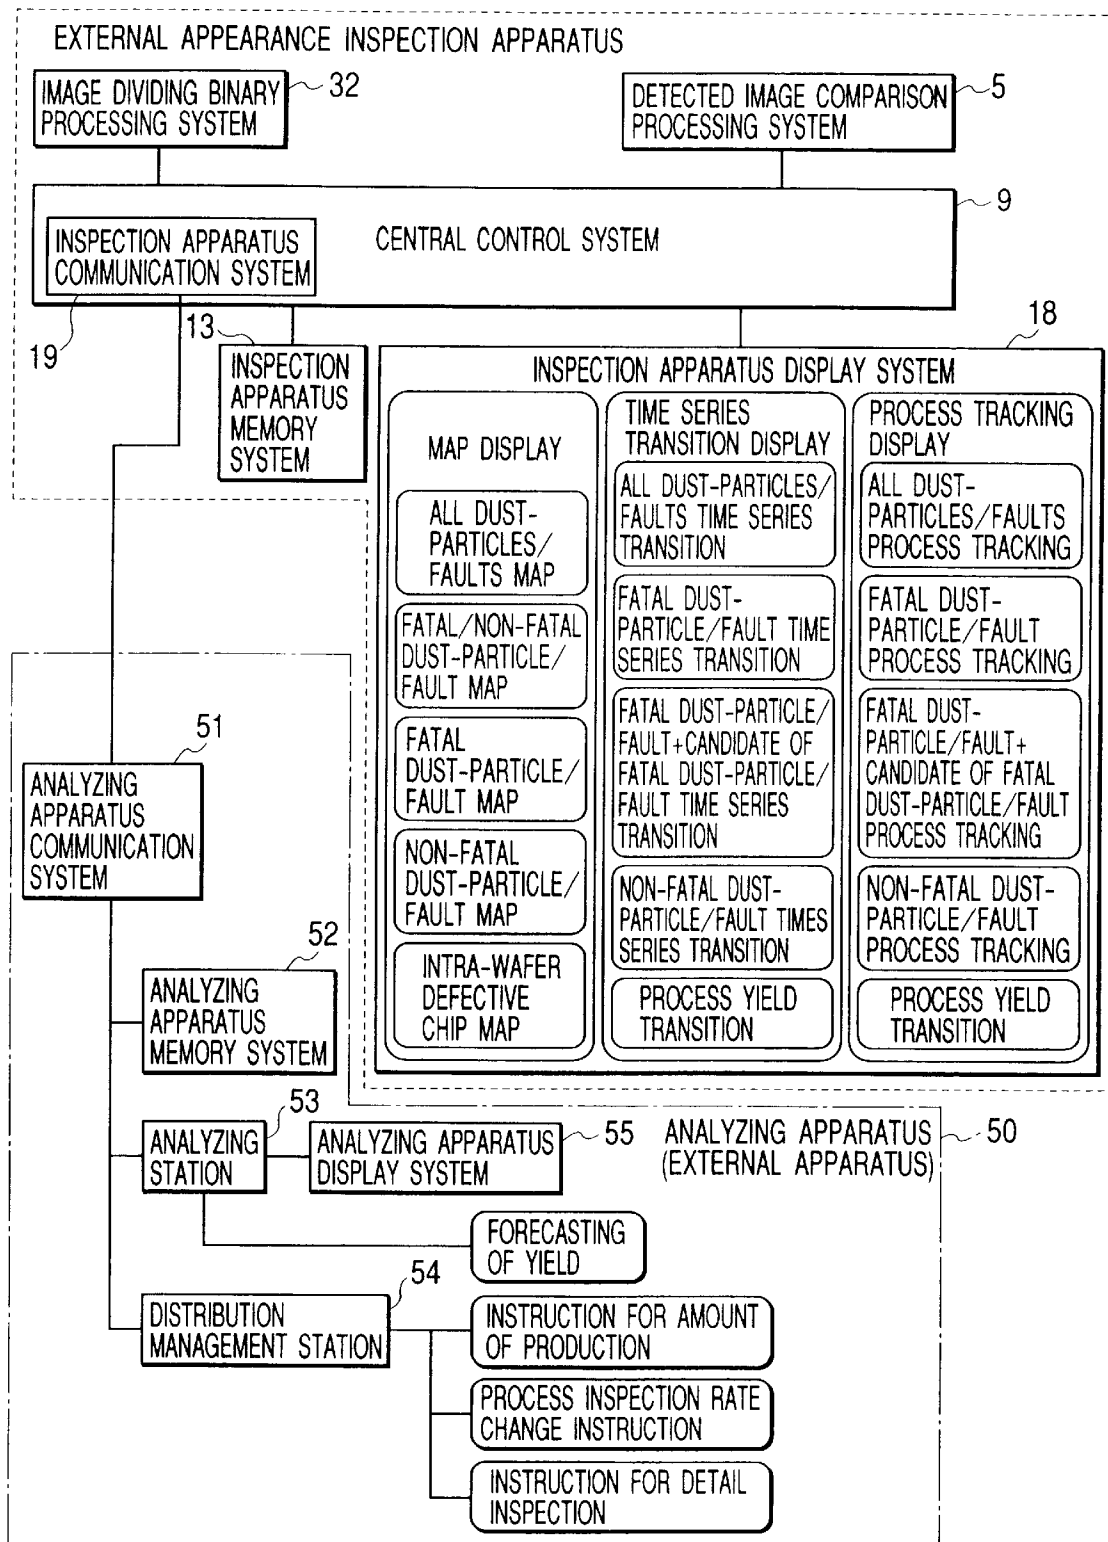 EXTERNAL APPEARANCE INSPECTION APPARATUS
IMAGE DIVIDING BINARY
PROCESSING SYSTEM
32
DETECTED IMAGE COMPARISON
PROCESSING SYSTEM
5
9
CENTRAL CONTROL SYSTEM
INSPECTION APPARATUS
COMMUNICATION SYSTEM
19
13
INSPECTION
APPARATUS
MEMORY
SYSTEM
18
INSPECTION APPARATUS DISPLAY SYSTEM
MAP DISPLAY
ALL DUST-
PARTICLES/
FAULTS MAP
FATAL/NON-FATAL
DUST-PARTICLE/
FAULT MAP
FATAL
DUST-PARTICLE/
FAULT MAP
NON-FATAL
DUST-PARTICLE/
FAULT MAP
INTRA-WAFER
DEFECTIVE
CHIP MAP
TIME SERIES
TRANSITION DISPLAY
ALL DUST-PARTICLES/
FAULTS TIME SERIES
TRANSITION
FATAL DUST-
PARTICLE/FAULT TIME
SERIES TRANSITION
FATAL DUST-PARTICLE/
FAULT+CANDIDATE OF
FATAL DUST-PARTICLE/
FAULT TIME SERIES
TRANSITION
NON-FATAL DUST-
PARTICLE/FAULT TIMES
SERIES TRANSITION
PROCESS YIELD
TRANSITION
PROCESS TRACKING
DISPLAY
ALL DUST-
PARTICLES/FAULTS
PROCESS TRACKING
FATAL DUST-
PARTICLE/FAULT
PROCESS TRACKING
FATAL DUST-
PARTICLE/FAULT+
CANDIDATE OF FATAL
DUST-PARTICLE/FAULT
PROCESS TRACKING
NON-FATAL DUST-
PARTICLE/FAULT
PROCESS TRACKING
PROCESS YIELD
TRANSITION
51
ANALYZING
APPARATUS
COMMUNICATION
SYSTEM
52
ANALYZING
APPARATUS
MEMORY SYSTEM
53
ANALYZING
STATION
ANALYZING APPARATUS
DISPLAY SYSTEM
55
ANALYZING APPARATUS
(EXTERNAL APPARATUS)
50
FORECASTING
OF YIELD
54
DISTRIBUTION
MANAGEMENT STATION
INSTRUCTION FOR AMOUNT
OF PRODUCTION
PROCESS INSPECTION RATE
CHANGE INSTRUCTION
INSTRUCTION FOR DETAIL
INSPECTION